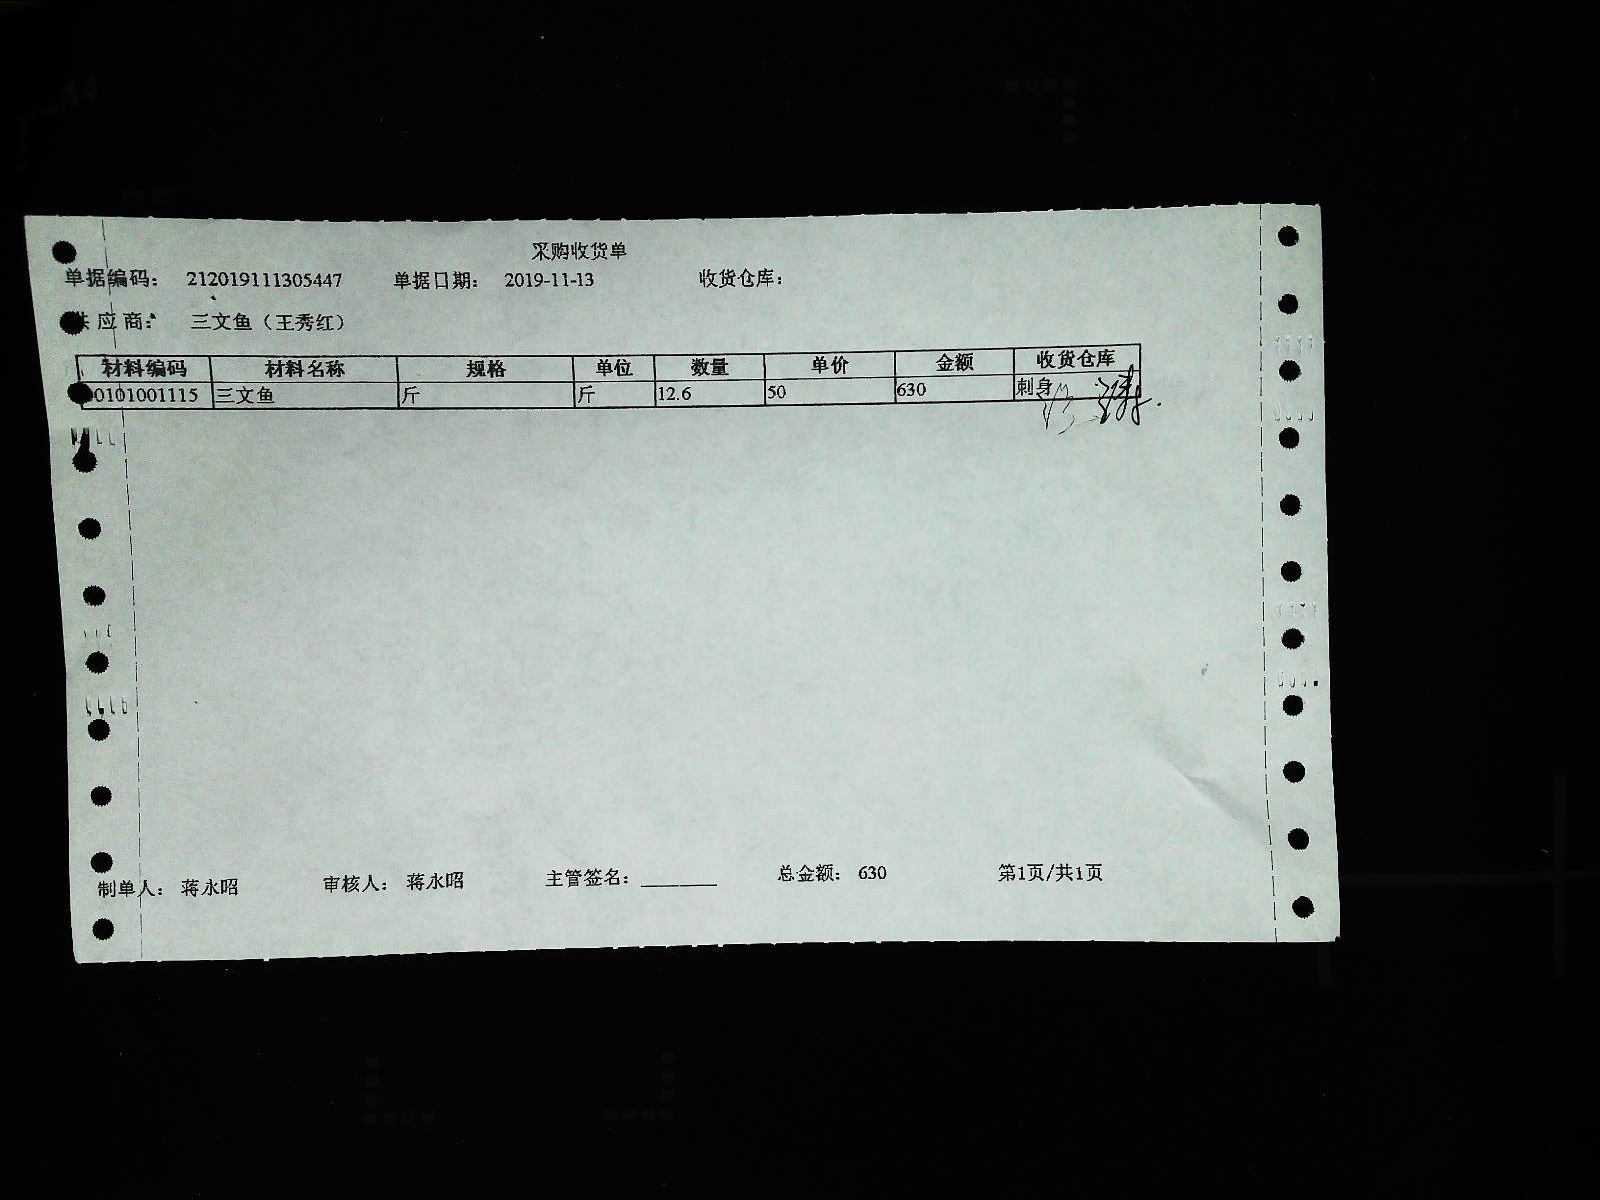 采购收货单
单据编码： 212019111305447 单据日期： 2019-11-13 收货仓库：
供应商： 三文鱼（王秀红）
材料编码 材料名称 规格 单位 数量 单价 金额 收货仓库
00101001115 三文鱼 斤 斤 12.6 50 630 刺身
制单人： 蒋永昭 审核人： 蒋永昭 主管签名：________ 总金额： 630 第1页/共1页